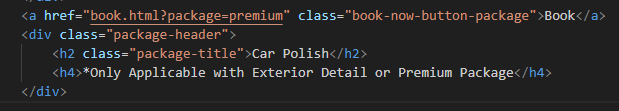 </div>
<a href="book.html?package=premium" class="book-now-button-package">Book</a>
<div class="package-header">
<h2 class="package-title">Car Polish</h2>
<h4>*Only Applicable with Exterior Detail or Premium Package</h4>
</div>